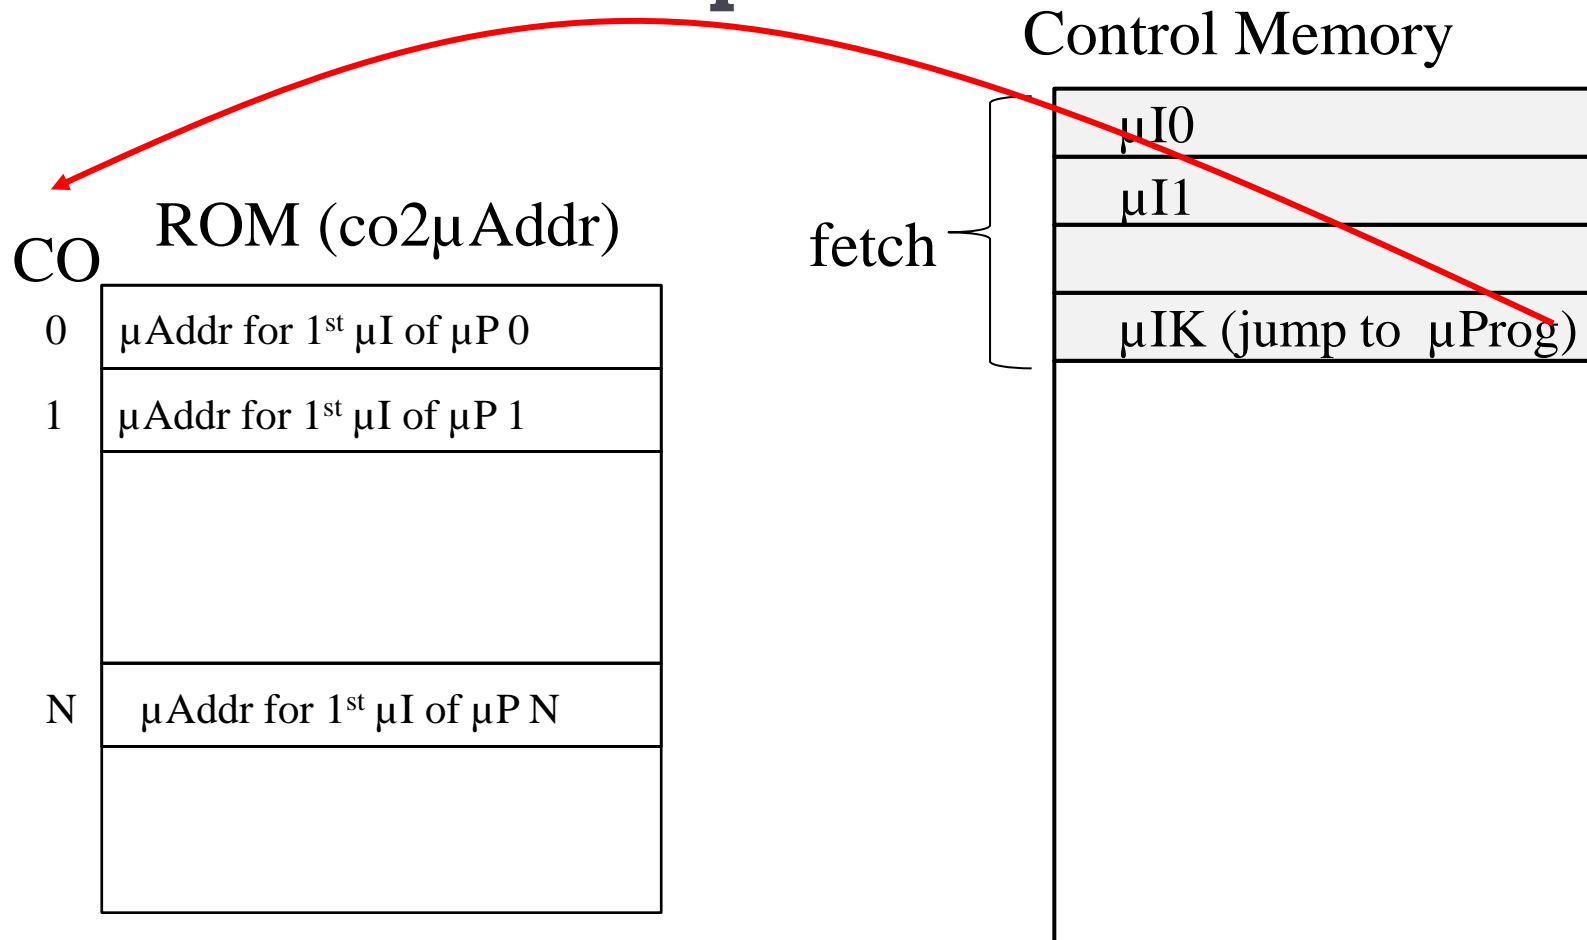 Control Memory
µI0
µI1
fetch
µIK (jump to µProg)
ROM (co2µAddr)
CO
0 µAddr for 1st µI of µP 0
1 µAddr for 1st µI of µP 1
N µAddr for 1st µI of µP N